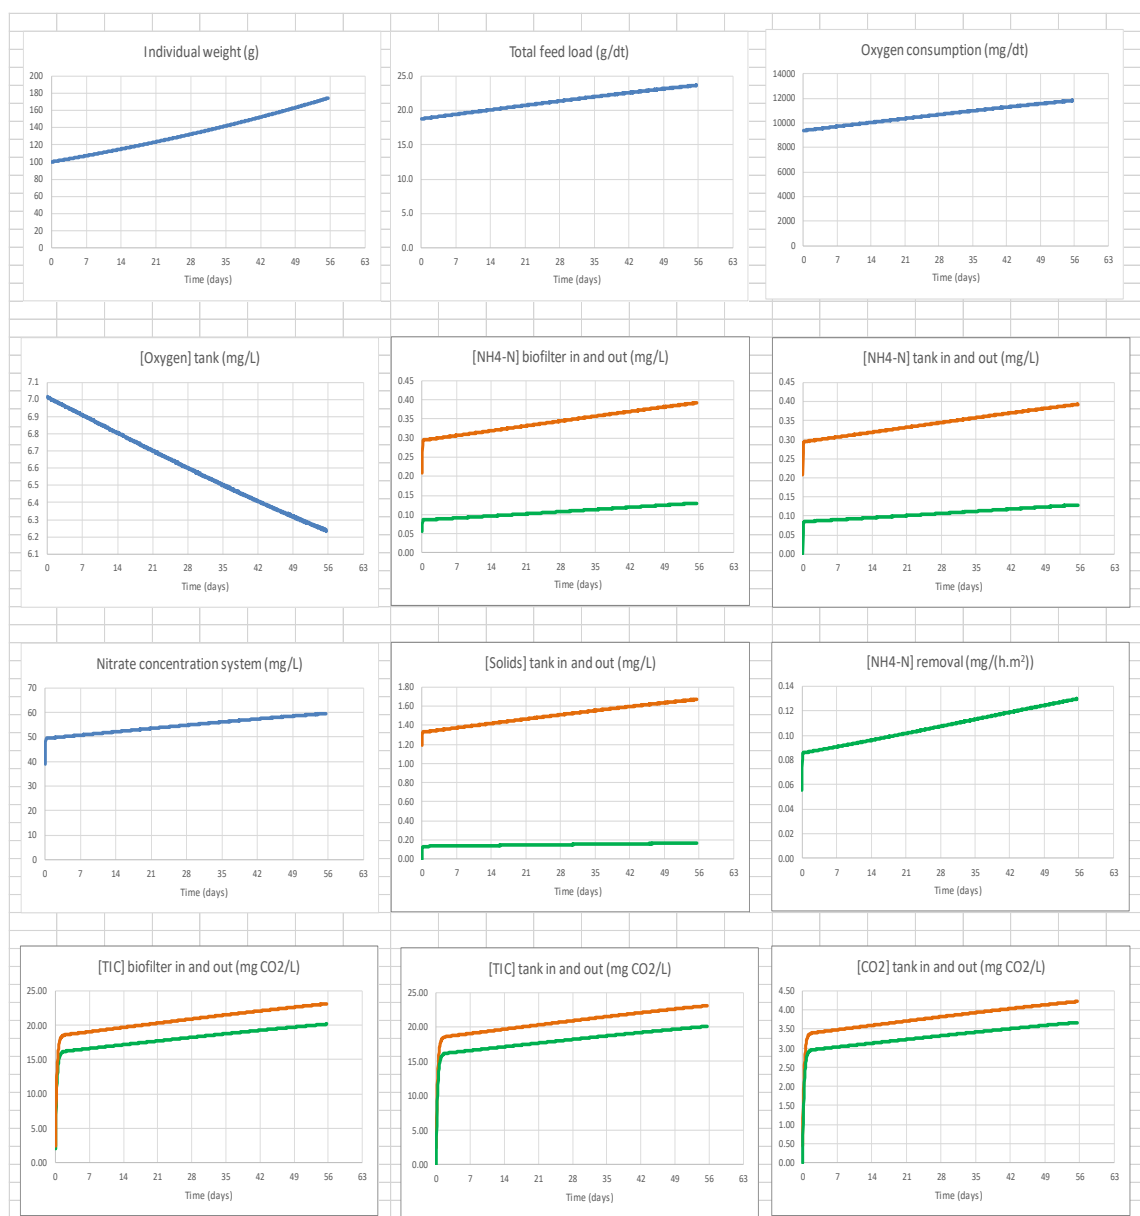 Individual weight (g)
200
180
160
140
120
100
80
60
40
20
0
0 7 14 21 28 35 42 49 56 63
Time (days)
Total feed load (g/dt)
25.0
20.0
15.0
10.0
5.0
0.0
0 7 14 21 28 35 42 49 56 63
Time (days)
Oxygen consumption (mg/dt)
14000
12000
10000
8000
6000
4000
2000
0
0 7 14 21 28 35 42 49 56 63
Time (days)
[Oxygen] tank (mg/L)
7.1
7.0
6.9
6.8
6.7
6.6
6.5
6.4
6.3
6.2
6.1
0 7 14 21 28 35 42 49 56 63
Time (days)
[NH4-N] biofilter in and out (mg/L)
0.45
0.40
0.35
0.30
0.25
0.20
0.15
0.10
0.05
0.00
0 7 14 21 28 35 42 49 56 63
Time (days)
[NH4-N] tank in and out (mg/L)
0.45
0.40
0.35
0.30
0.25
0.20
0.15
0.10
0.05
0.00
0 7 14 21 28 35 42 49 56 63
Time (days)
Nitrate concentration system (mg/L)
70
60
50
40
30
20
10
0
0 7 14 21 28 35 42 49 56 63
Time (days)
[Solids] tank in and out (mg/L)
1.80
1.60
1.40
1.20
1.00
0.80
0.60
0.40
0.20
0.00
0 7 14 21 28 35 42 49 56 63
Time (days)
[NH4-N] removal (mg/(h.m²))
0.14
0.12
0.10
0.08
0.06
0.04
0.02
0.00
0 7 14 21 28 35 42 49 56 63
Time (days)
[TIC] biofilter in and out (mg CO2/L)
25.00
20.00
15.00
10.00
5.00
0.00
0 7 14 21 28 35 42 49 56 63
Time (days)
[TIC] tank in and out (mg CO2/L)
25.00
20.00
15.00
10.00
5.00
0.00
0 7 14 21 28 35 42 49 56 63
Time (days)
[CO2] tank in and out (mg CO2/L)
4.50
4.00
3.50
3.00
2.50
2.00
1.50
1.00
0.50
0.00
0 7 14 21 28 35 42 49 56 63
Time (days)